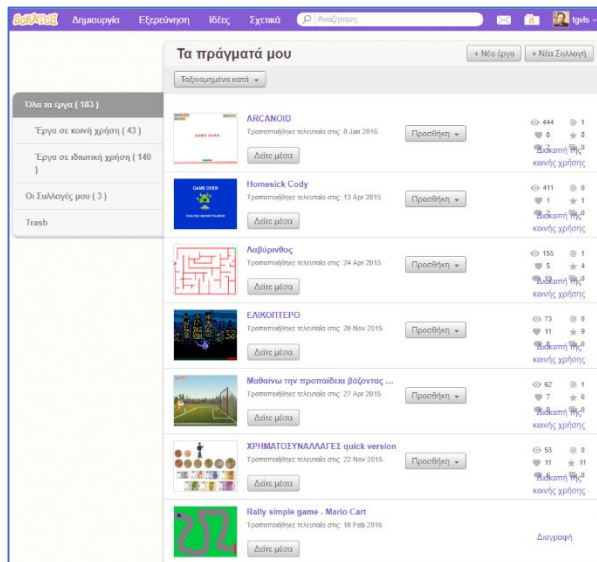 SCRATCH Δημιουργία Εξερεύνηση Ιδέες Σχετικά Αναζήτηση tgvls
Τα πράγματά μου + Νέο έργο + Νέα Συλλογή
Ταξινομημένα κατά
Όλα τα έργα ( 183 )
Έργα σε κοινή χρήση ( 43 )
Έργα σε ιδιωτική χρήση ( 140
)
Οι Συλλογές μου ( 3 )
Trash
ARCANOID
Τροποποιήθηκε τελευταία στις: 8 Jan 2016
Δείτε μέσα
Προσθήκη
444 1
8 8
Διακοπή της
κοινής χρήσης
GAME OVER
Homesick Cody
Τροποποιήθηκε τελευταία στις: 13 Apr 2015
Δείτε μέσα
Προσθήκη
411 0
1 1
Διακοπή της
κοινής χρήσης
Λαβύρινθος
Τροποποιήθηκε τελευταία στις: 24 Apr 2015
Δείτε μέσα
Προσθήκη
155 1
5 4
Διακοπή της
κοινής χρήσης
ΕΛΙΚΟΠΤΕΡΟ
Τροποποιήθηκε τελευταία στις: 20 Nov 2015
Δείτε μέσα
Προσθήκη
73 0
11 9
Διακοπή της
κοινής χρήσης
Μαθαίνω την προπαίδεια βάζοντας ...
Τροποποιήθηκε τελευταία στις: 27 Apr 2015
Δείτε μέσα
Προσθήκη
62 1
7 6
Διακοπή της
κοινής χρήσης
ΧΡΗΜΑΤΟΣΥΝΑΛΛΑΓΕΣ quick version
Τροποποιήθηκε τελευταία στις: 22 Nov 2015
Δείτε μέσα
Προσθήκη
53 0
11 11
Διακοπή της
κοινής χρήσης
Rally simple game - Mario Cart
Τροποποιήθηκε τελευταία στις: 10 Feb 2016
Δείτε μέσα
Διαγραφή